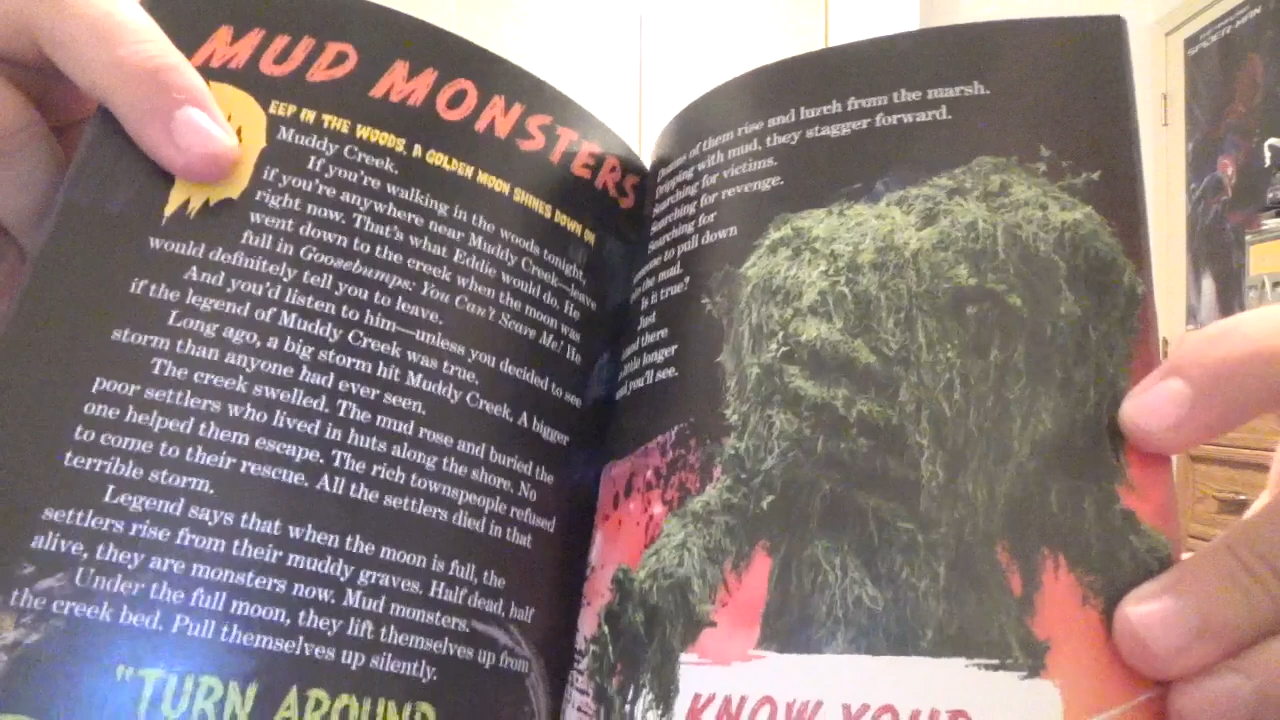 MUD MONSTERS
EEP IN THE WOODS, A GOLDEN MOON SHINES DOWN ON
Muddy Creek.
If you're walking in the woods tonight,
if you're anywhere near Muddy Creek—leave
right now. That's what Eddie would do. He
went down to the creek when the moon was
full in Goosebumps: You Can't Scare Me! He
would definitely tell you to leave.
And you'd listen to him—unless you decided to see
if the legend of Muddy Creek was true.
Long ago, a big storm hit Muddy Creek. A bigger
storm than anyone had ever seen.
The creek swelled. The mud rose and buried the
poor settlers who lived in huts along the shore. No
one helped them escape. The rich townspeople refused
to come to their rescue. All the settlers died in that
terrible storm.
Legend says that when the moon is full, the
settlers rise from their muddy graves. Half dead, half
alive, they are monsters now. Mud monsters.
Under the full moon, they lift themselves up from
the creek bed. Pull themselves up silently.
"TURN AROUND
of them rise and lurch from the marsh.
Dripping with mud, they stagger forward.
Searching for victims.
Searching for revenge.
Searching for
to pull down
the mud.
Is it true?
Just
there
little longer
you'll see.
KNOW YOUR
SPIDER-MAN